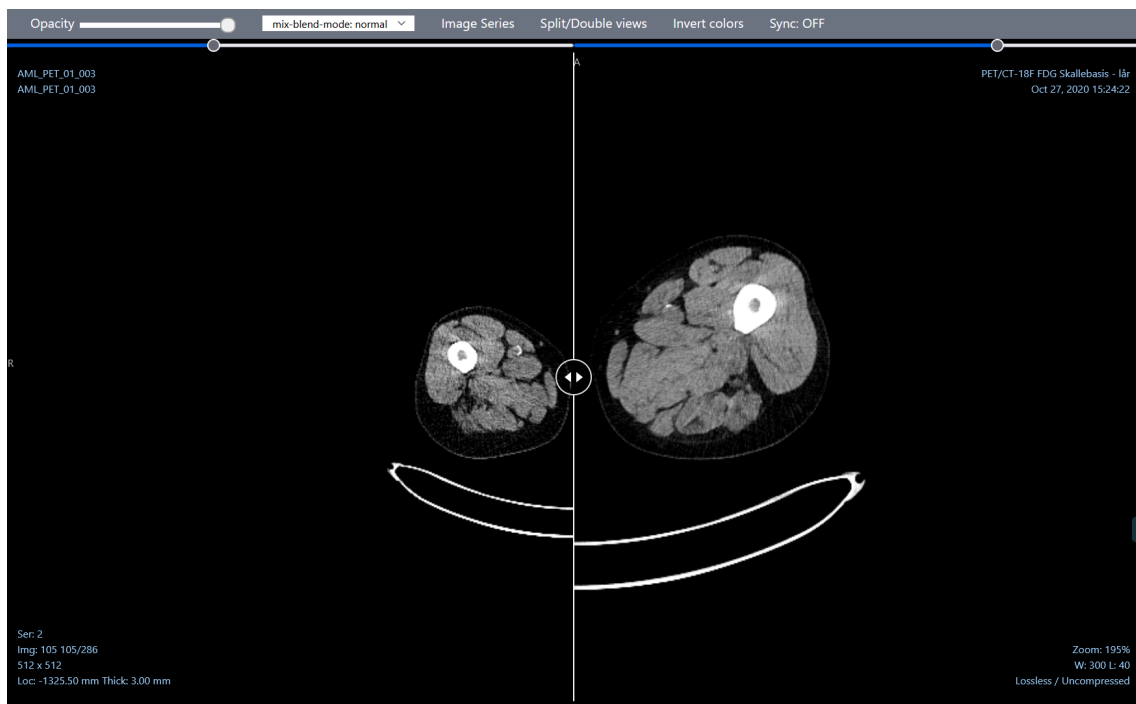 Opacity mix-blend-mode: normal Image Series Split/Double views Invert colors Sync: OFF
A
AML_PET_01_003
AML_PET_01_003
PET/CT-18F FDG Skallebasis - lår
Oct 27, 2020 15:24:22
R
Ser: 2
Img: 105 105/286
512 x 512
Loc: -1325.50 mm Thick: 3.00 mm
Zoom: 195%
W: 300 L: 40
Lossless / Uncompressed